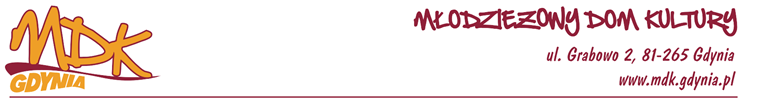 MDK
GDYNIA
MŁODZIEŻOWY DOM KULTURY
ul. Grabowo 2, 81-265 Gdynia
www.mdk.gdynia.pl